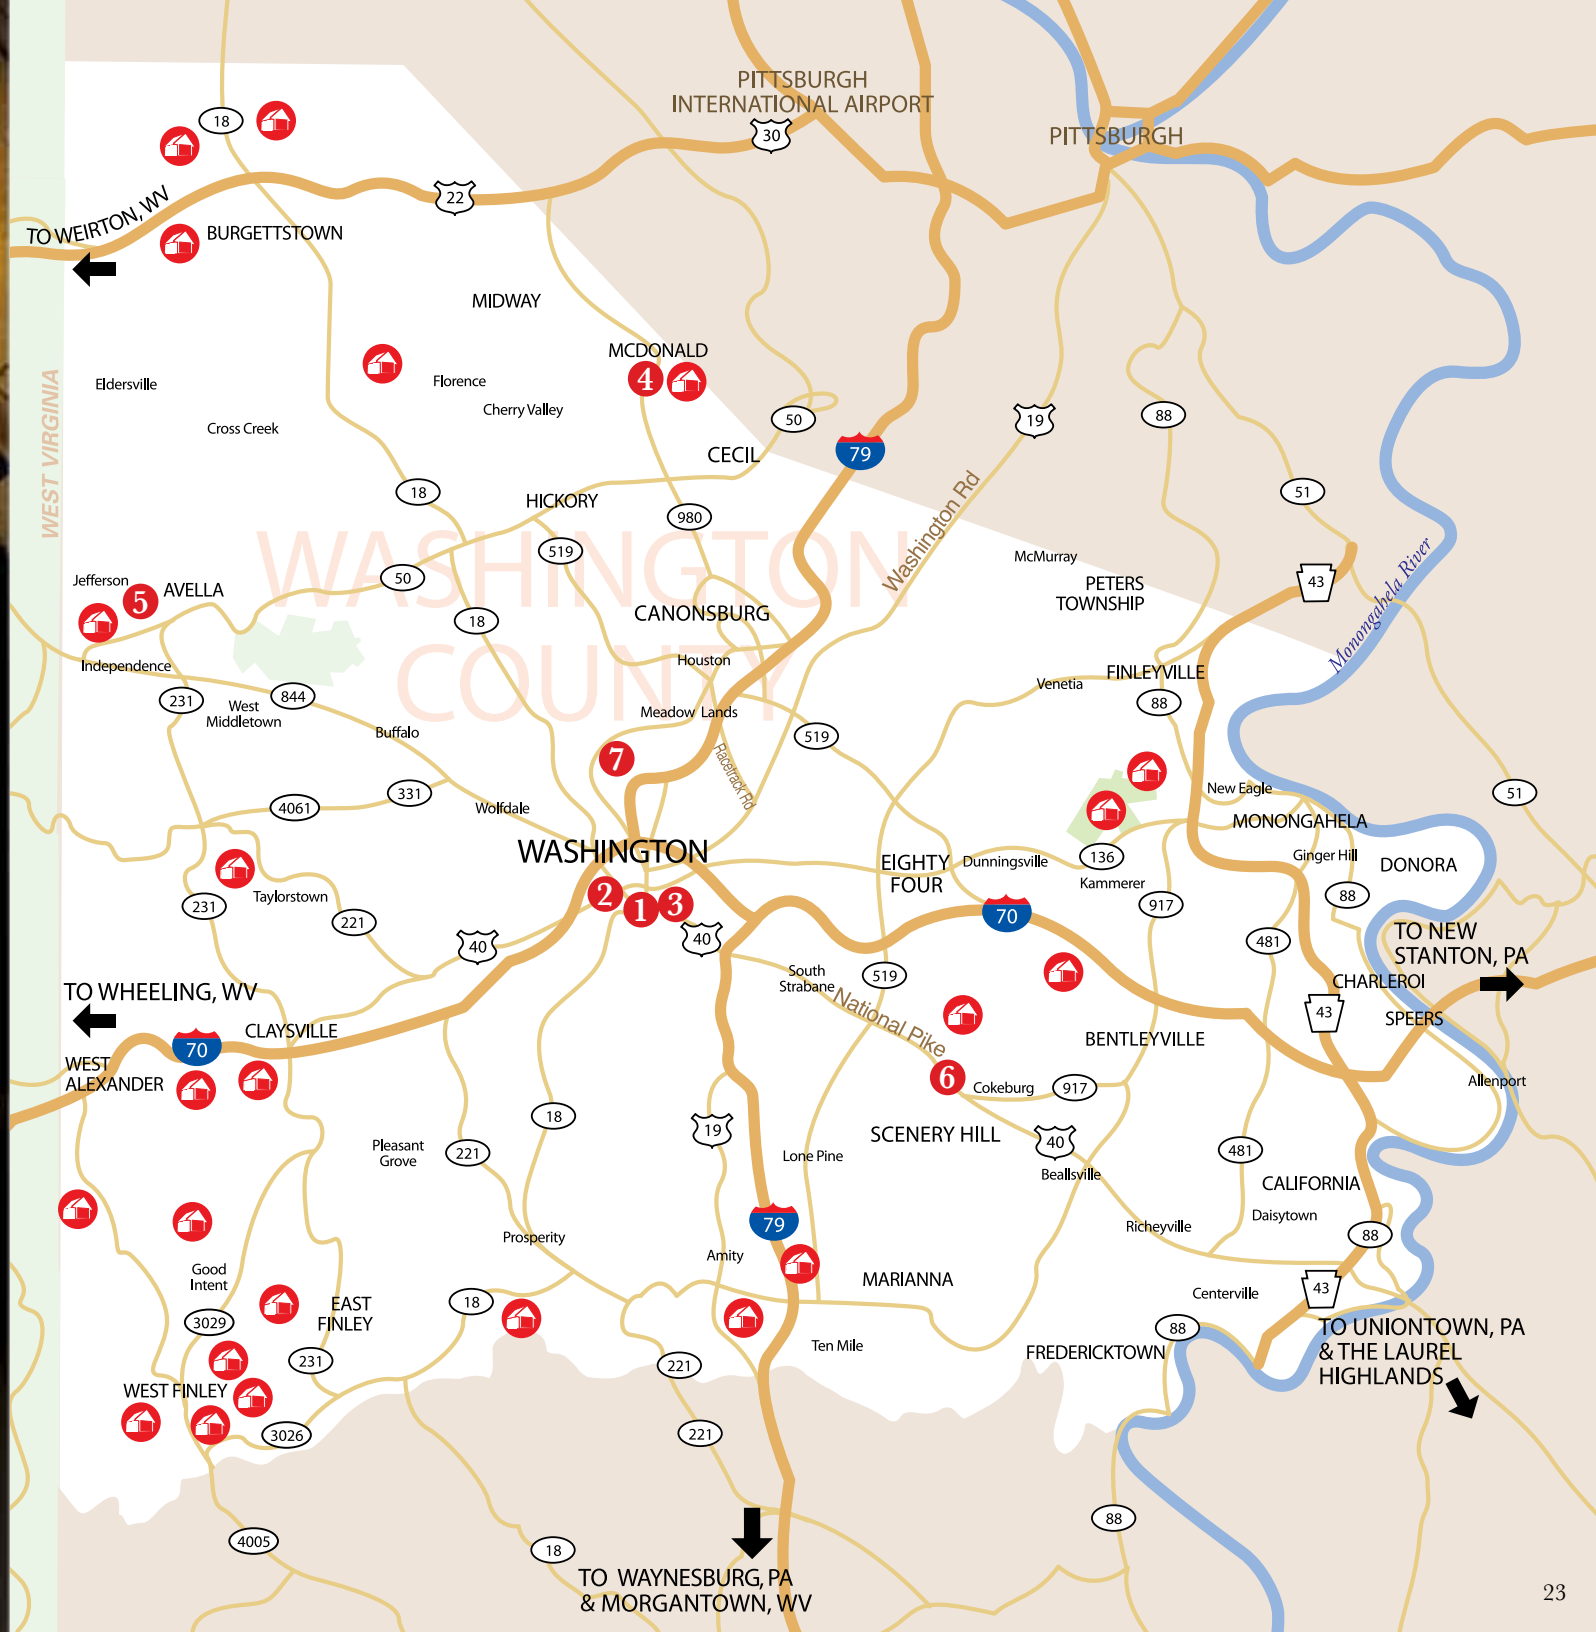 PITTSBURGH
INTERNATIONAL AIRPORT
18
30
PITTSBURGH
22
TO WEIRTON, WV
BURGETTSTOWN
MIDWAY
MCDONALD
4
Eldersville
Florence
Cherry Valley
Cross Creek
50
79
19
88
WEST VIRGINIA
CECIL
18
HICKORY
980
51
Washington Rd
WASHINGTON
COUNTY
519
McMurray
PETERS
TOWNSHIP
43
Monongahela River
Jefferson
5
AVELLA
50
18
CANONSBURG
Independence
Houston
Venetia
FINLEYVILLE
231
844
West
Middletown
Buffalo
Meadow Lands
88
519
7
Racetrack Rd
4061
331
Wolfdale
New Eagle
51
MONONGAHELA
WASHINGTON
EIGHTY
FOUR
Dunningsville
136
Kammerer
Ginger Hill
DONORA
Taylorstown
231
221
2
1
3
40
40
70
917
88
481
TO NEW
STANTON, PA
South
Strabane
519
National Pike
CHARLEROI
43
SPEERS
TO WHEELING, WV
CLAYSVILLE
70
WEST
ALEXANDER
BENTLEYVILLE
6
Cokeburg
917
Allenport
18
19
SCENERY HILL
40
Pleasant
Grove
221
Lone Pine
481
Beallsville
CALIFORNIA
Daisytown
Richeyville
79
88
Prosperity
Amity
Good
Intent
MARIANNA
43
Centerville
18
EAST
FINLEY
3029
88
TO UNIONTOWN, PA
& THE LAUREL
HIGHLANDS
Ten Mile
FREDERICKTOWN
231
221
WEST FINLEY
3026
221
88
4005
18
TO WAYNESBURG, PA
& MORGANTOWN, WV
23